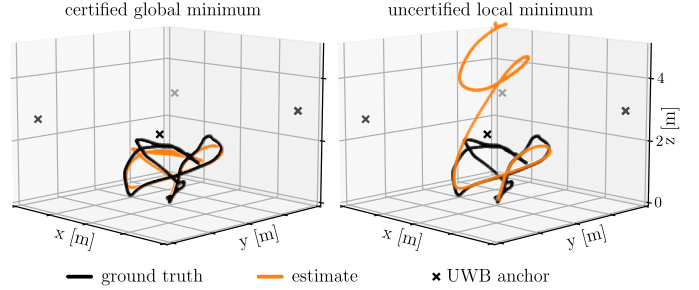 certified global minimum
uncertified local minimum
4
2
0
z [m]
x [m]
y [m]
x [m]
y [m]
ground truth
estimate
UWB anchor